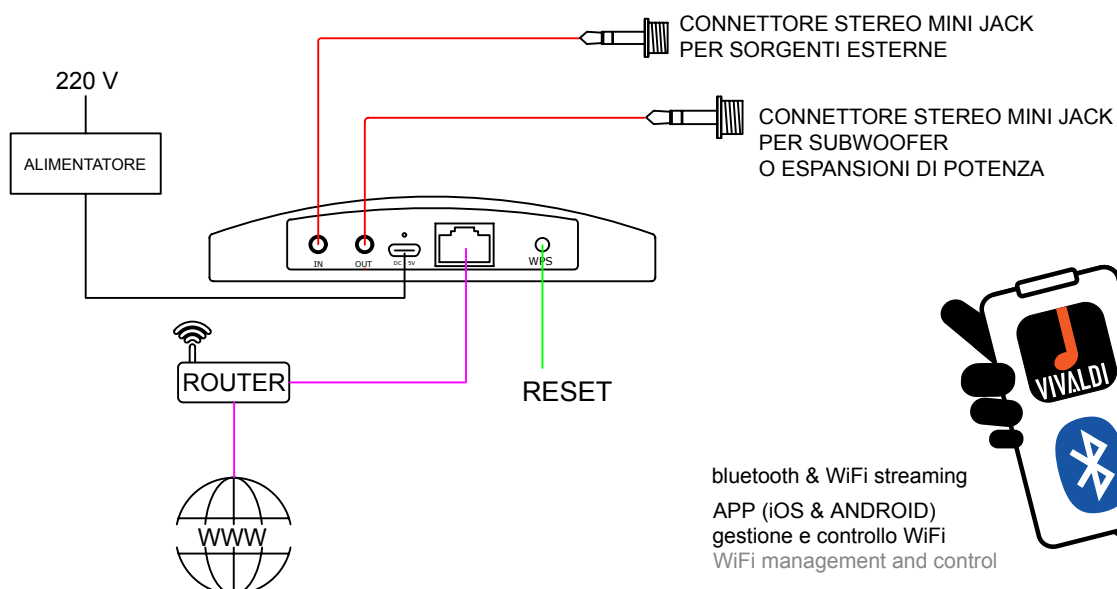 CONNETTORE STEREO MINI JACK
PER SORGENTI ESTERNE
220 V
CONNETTORE STEREO MINI JACK
PER SUBWOOFER
O ESPANSIONI DI POTENZA
ALIMENTATORE
IN
OUT
DC 5V
WPS
ROUTER
RESET
VIVALDI
WWW
bluetooth & WiFi streaming
APP (iOS & ANDROID)
gestione e controllo WiFi
WiFi management and control